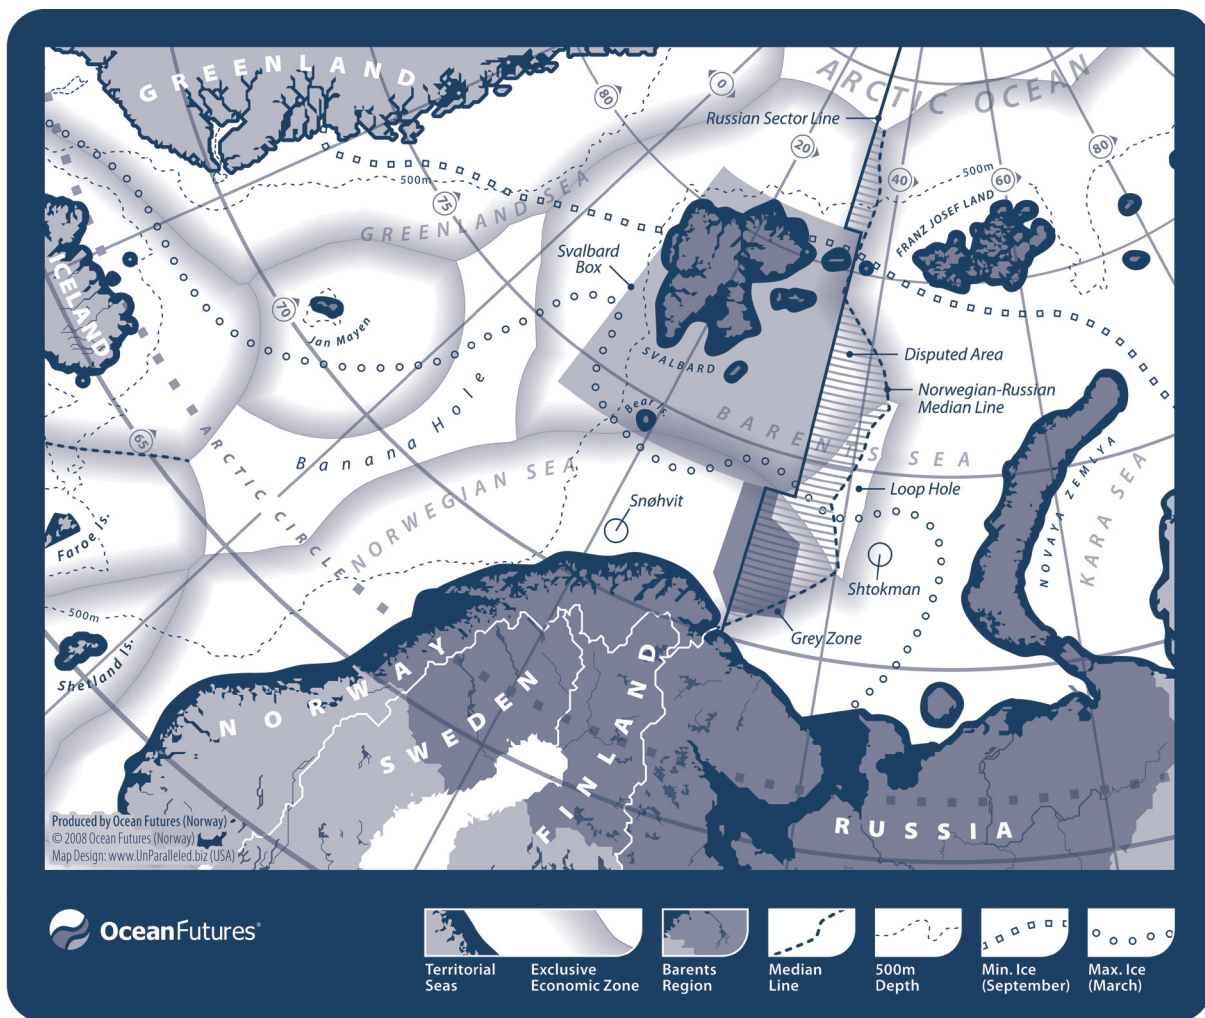 GREENLAND
ARCTIC OCEAN
80
0
Russian Sector Line
20
80
500m
500m
40
60
75
GREENLAND SEA
FRANZ JOSEF LAND
Svalbard
Box
ICELAND
70
Jan Mayen
SVALBARD
Disputed Area
Norwegian-Russian
Median Line
Bear Is.
BARENTS SEA
Banana Hole
65
ARCTIC CIRCLE
NORWEGIAN SEA
Loop Hole
NOVAYA ZEMLYA
KARA SEA
Snøhvit
Faroe Is.
Shtokman
500m
Grey Zone
Shetland Is.
NORWAY
SWEDEN
FINLAND
RUSSIA
Produced by Ocean Futures (Norway)
© 2008 Ocean Futures (Norway)
Map Design: www.UnParalleled.biz (USA)
OceanFutures®
Territorial
Seas
Exclusive
Economic Zone
Barents
Region
Median
Line
500m
Depth
Min. Ice
(September)
Max. Ice
(March)